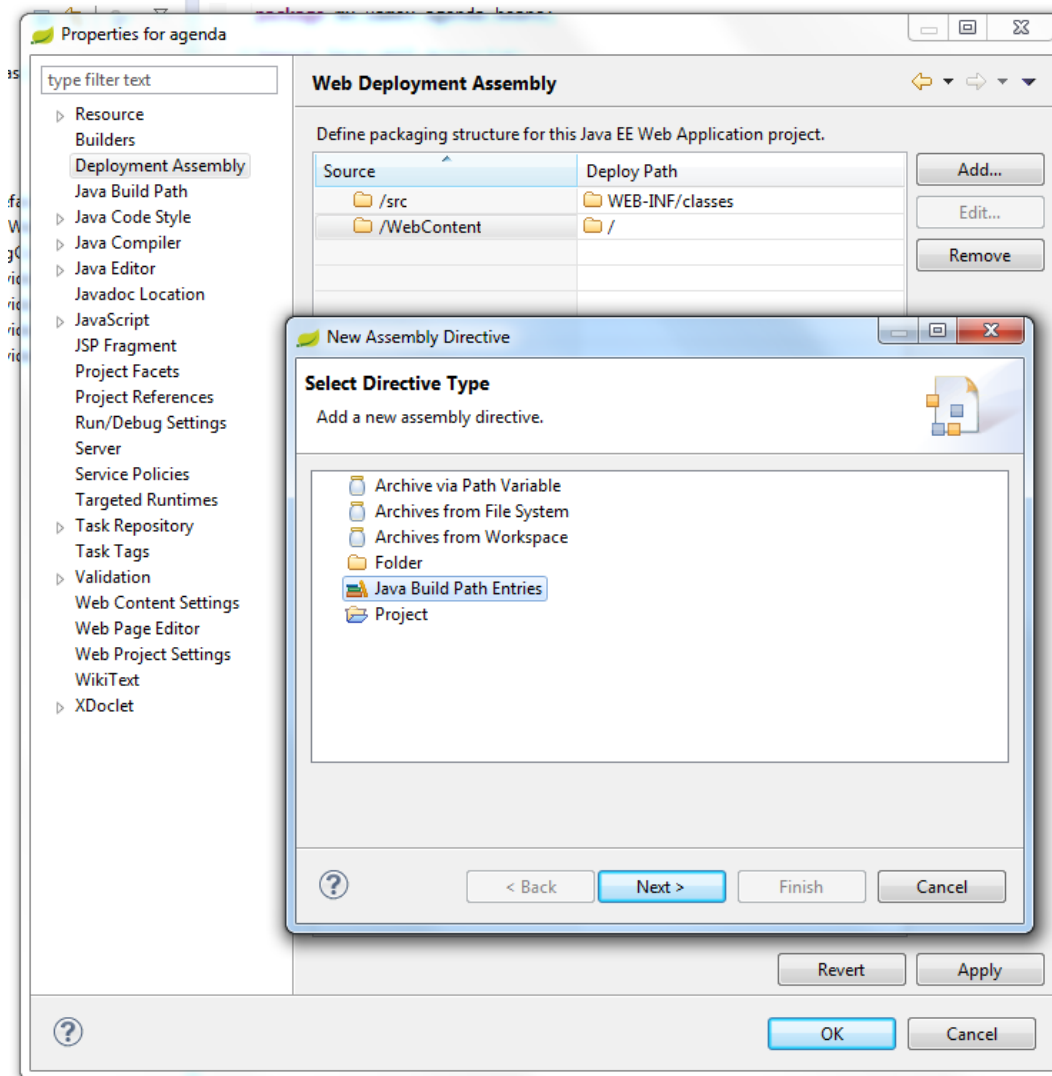 Properties for agenda
type filter text
Resource
Builders
Deployment Assembly
Java Build Path
Java Code Style
Java Compiler
Java Editor
Javadoc Location
JavaScript
JSP Fragment
Project Facets
Project References
Run/Debug Settings
Server
Service Policies
Targeted Runtimes
Task Repository
Task Tags
Validation
Web Content Settings
Web Page Editor
Web Project Settings
WikiText
XDoclet
Web Deployment Assembly
Define packaging structure for this Java EE Web Application project.
Source Deploy Path
/src WEB-INF/classes
/WebContent /
Add...
Edit...
Remove
New Assembly Directive
Select Directive Type
Add a new assembly directive.
Archive via Path Variable
Archives from File System
Archives from Workspace
Folder
Java Build Path Entries
Project
< Back Next > Finish Cancel
Revert Apply
OK Cancel